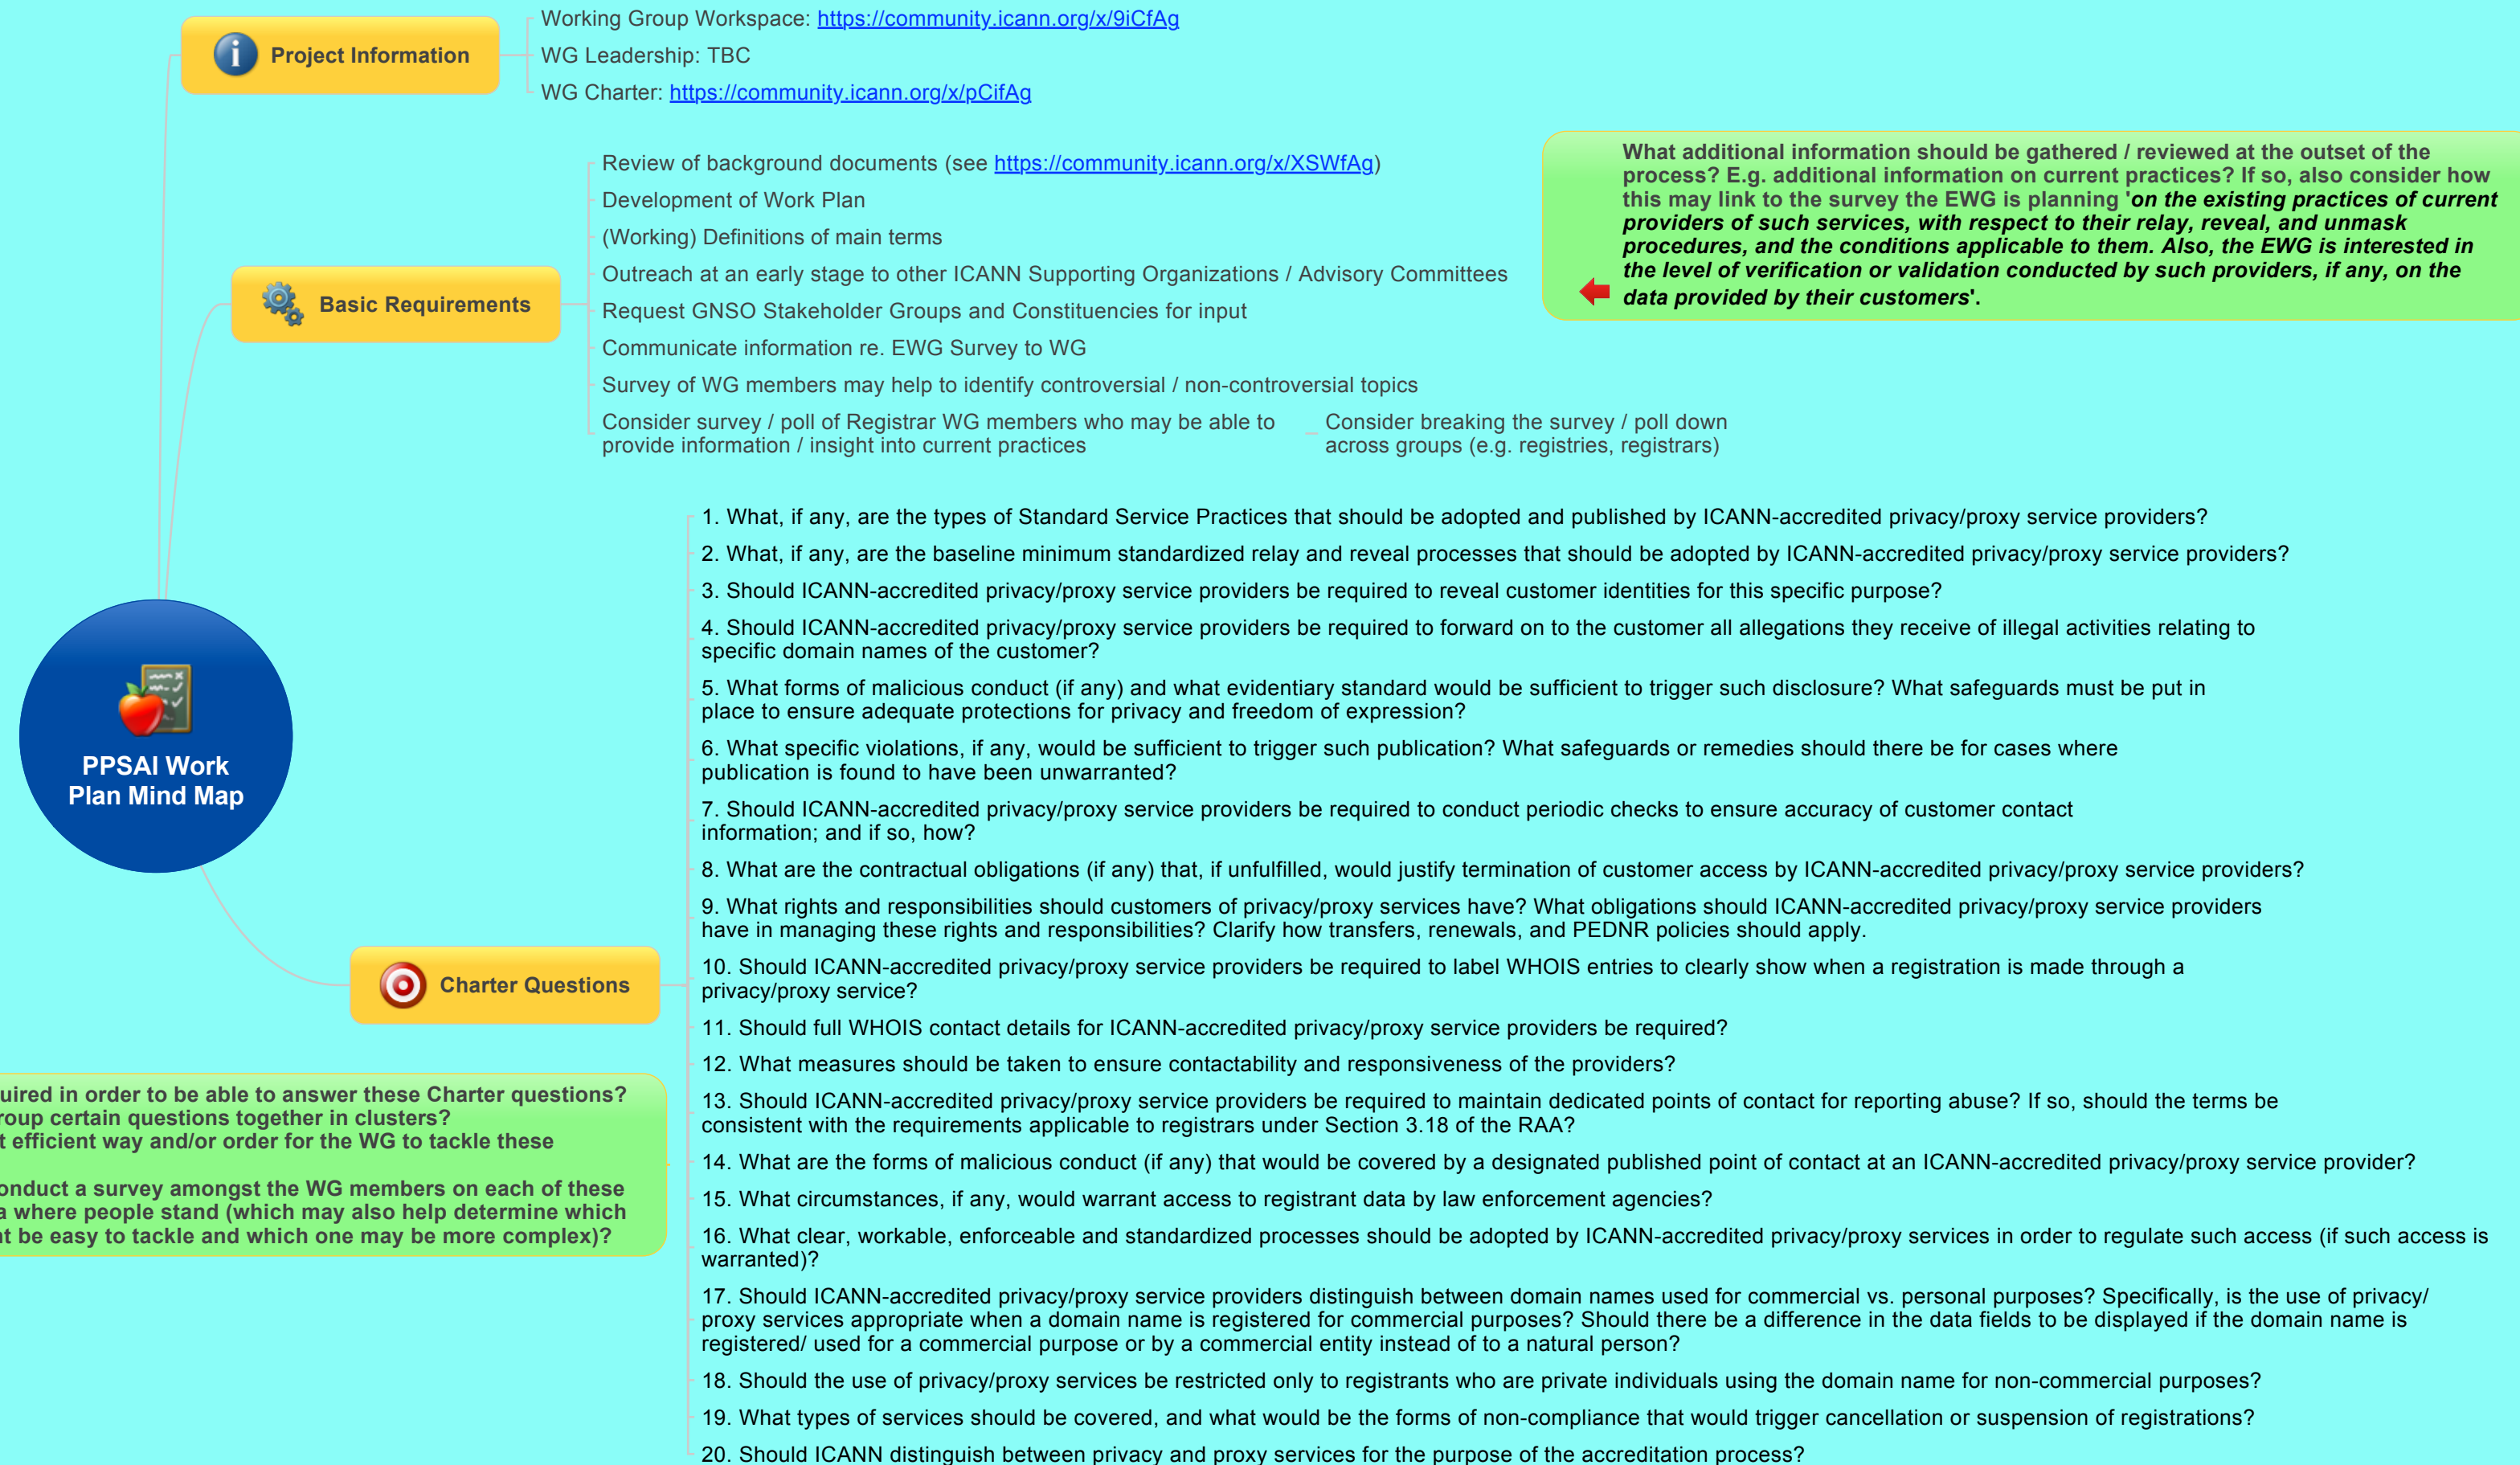 Project Information
Working Group Workspace: https://community.icann.org/x/9iCfAg
WG Leadership: TBC
WG Charter: https://community.icann.org/x/pCifAg
Basic Requirements
Review of background documents (see https://community.icann.org/x/XSWfAg)
Development of Work Plan
(Working) Definitions of main terms
Outreach at an early stage to other ICANN Supporting Organizations / Advisory Committees
Request GNSO Stakeholder Groups and Constituencies for input
Communicate information re. EWG Survey to WG
Survey of WG members may help to identify controversial / non-controversial topics
Consider survey / poll of Registrar WG members who may be able to
provide information / insight into current practices
Consider breaking the survey / poll down
across groups (e.g. registries, registrars)
What additional information should be gathered / reviewed at the outset of the
process? E.g. additional information on current practices? If so, also consider how
this may link to the survey the EWG is planning 'on the existing practices of current
providers of such services, with respect to their relay, reveal, and unmask
procedures, and the conditions applicable to them. Also, the EWG is interested in
the level of verification or validation conducted by such providers, if any, on the
data provided by their customers'.
PPSAI Work
Plan Mind Map
Charter Questions
1. What, if any, are the types of Standard Service Practices that should be adopted and published by ICANN-accredited privacy/proxy service providers?
2. What, if any, are the baseline minimum standardized relay and reveal processes that should be adopted by ICANN-accredited privacy/proxy service providers?
3. Should ICANN-accredited privacy/proxy service providers be required to reveal customer identities for this specific purpose?
4. Should ICANN-accredited privacy/proxy service providers be required to forward on to the customer all allegations they receive of illegal activities relating to
specific domain names of the customer?
5. What forms of malicious conduct (if any) and what evidentiary standard would be sufficient to trigger such disclosure? What safeguards must be put in
place to ensure adequate protections for privacy and freedom of expression?
6. What specific violations, if any, would be sufficient to trigger such publication? What safeguards or remedies should there be for cases where
publication is found to have been unwarranted?
7. Should ICANN-accredited privacy/proxy service providers be required to conduct periodic checks to ensure accuracy of customer contact
information; and if so, how?
8. What are the contractual obligations (if any) that, if unfulfilled, would justify termination of customer access by ICANN-accredited privacy/proxy service providers?
9. What rights and responsibilities should customers of privacy/proxy services have? What obligations should ICANN-accredited privacy/proxy service providers
have in managing these rights and responsibilities? Clarify how transfers, renewals, and PEDNR policies should apply.
10. Should ICANN-accredited privacy/proxy service providers be required to label WHOIS entries to clearly show when a registration is made through a
privacy/proxy service?
11. Should full WHOIS contact details for ICANN-accredited privacy/proxy service providers be required?
12. What measures should be taken to ensure contactability and responsiveness of the providers?
13. Should ICANN-accredited privacy/proxy service providers be required to maintain dedicated points of contact for reporting abuse? If so, should the terms be
consistent with the requirements applicable to registrars under Section 3.18 of the RAA?
14. What are the forms of malicious conduct (if any) that would be covered by a designated published point of contact at an ICANN-accredited privacy/proxy service provider?
15. What circumstances, if any, would warrant access to registrant data by law enforcement agencies?
16. What clear, workable, enforceable and standardized processes should be adopted by ICANN-accredited privacy/proxy services in order to regulate such access (if such access is
warranted)?
17. Should ICANN-accredited privacy/proxy service providers distinguish between domain names used for commercial vs. personal purposes? Specifically, is the use of privacy/
proxy services appropriate when a domain name is registered for commercial purposes? Should there be a difference in the data fields to be displayed if the domain name is
registered/ used for a commercial purpose or by a commercial entity instead of to a natural person?
18. Should the use of privacy/proxy services be restricted only to registrants who are private individuals using the domain name for non-commercial purposes?
19. What types of services should be covered, and what would be the forms of non-compliance that would trigger cancellation or suspension of registrations?
20. Should ICANN distinguish between privacy and proxy services for the purpose of the accreditation process?
in order to be able to answer these Charter questions?
certain questions together in clusters?
efficient way and/or order for the WG to tackle these
conduct a survey amongst the WG members on each of these
where people stand (which may also help determine which
be easy to tackle and which one may be more complex)?